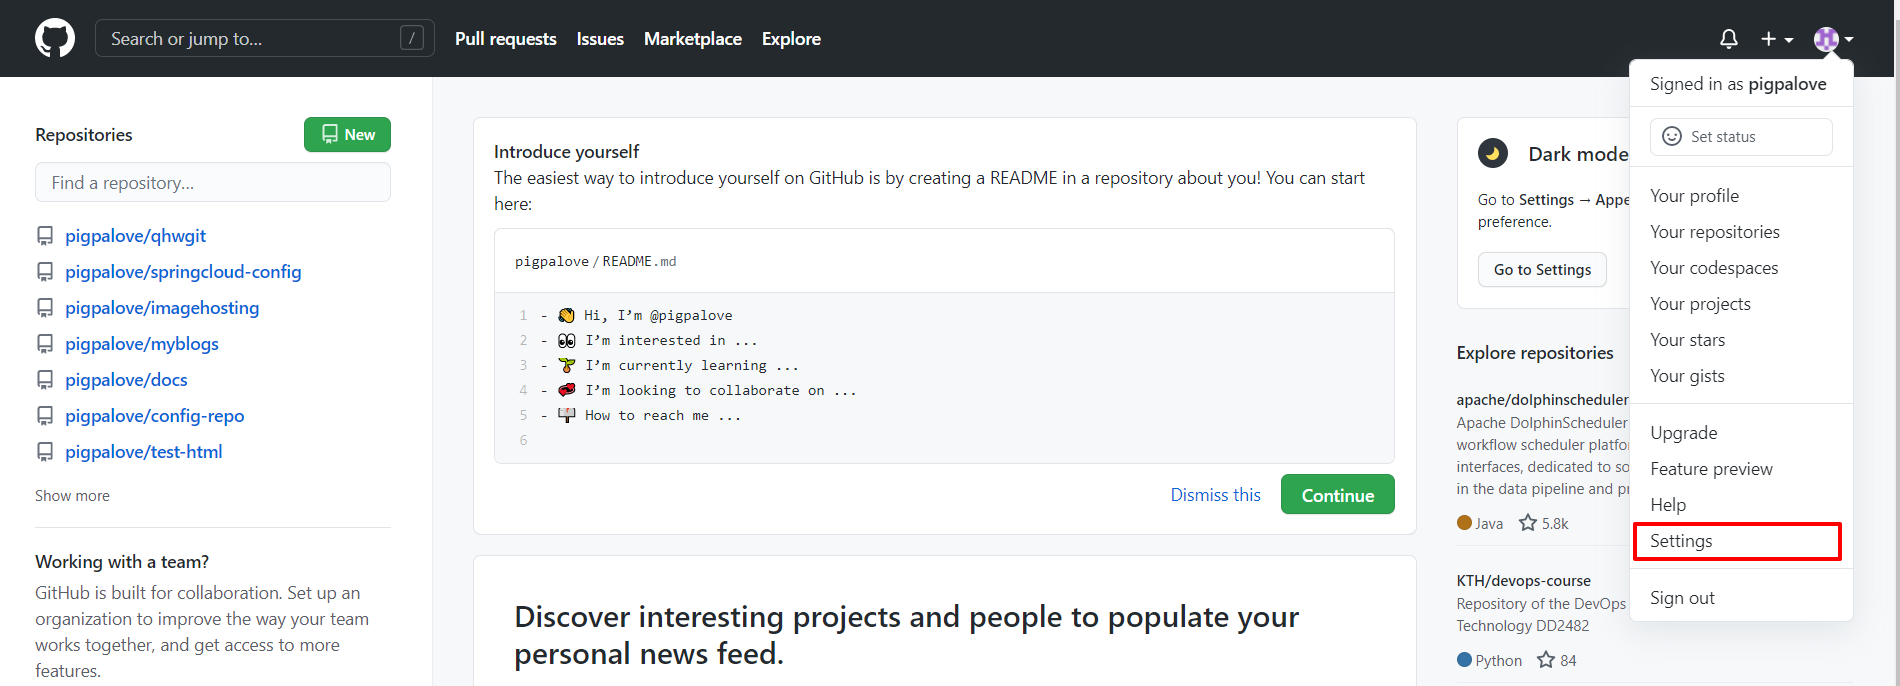 Search or jump to... /
Pull requests Issues Marketplace Explore
Repositories
New
Find a repository...
pigpalove/qhwgit
pigpalove/springcloud-config
pigpalove/imagehosting
pigpalove/myblogs
pigpalove/docs
pigpalove/config-repo
pigpalove/test-html
Show more
Working with a team?
GitHub is built for collaboration. Set up an
organization to improve the way your team
works together, and get access to more
features.
Introduce yourself
The easiest way to introduce yourself on GitHub is by creating a README in a repository about you! You can start
here:
pigpalove/README.md
1 - 👋 Hi, I’m @pigpalove
2 - 👀 I’m interested in ...
3 - 🌱 I’m currently learning ...
4 - 💞️ I’m looking to collaborate on ...
5 - 📫 How to reach me ...
6
Dismiss this
Continue
Discover interesting projects and people to populate your
personal news feed.
Dark mode
Go to Settings → Appe
preference.
Go to Settings
Explore repositories
apache/dolphinscheduler
Apache DolphinScheduler
workflow scheduler platfo
interfaces, dedicated to so
in the data pipeline and pr
Java 5.8k
KTH/devops-course
Repository of the DevOps
Technology DD2482
Python 84
Signed in as pigpalove
Set status
Your profile
Your repositories
Your codespaces
Your projects
Your stars
Your gists
Upgrade
Feature preview
Help
Settings
Sign out